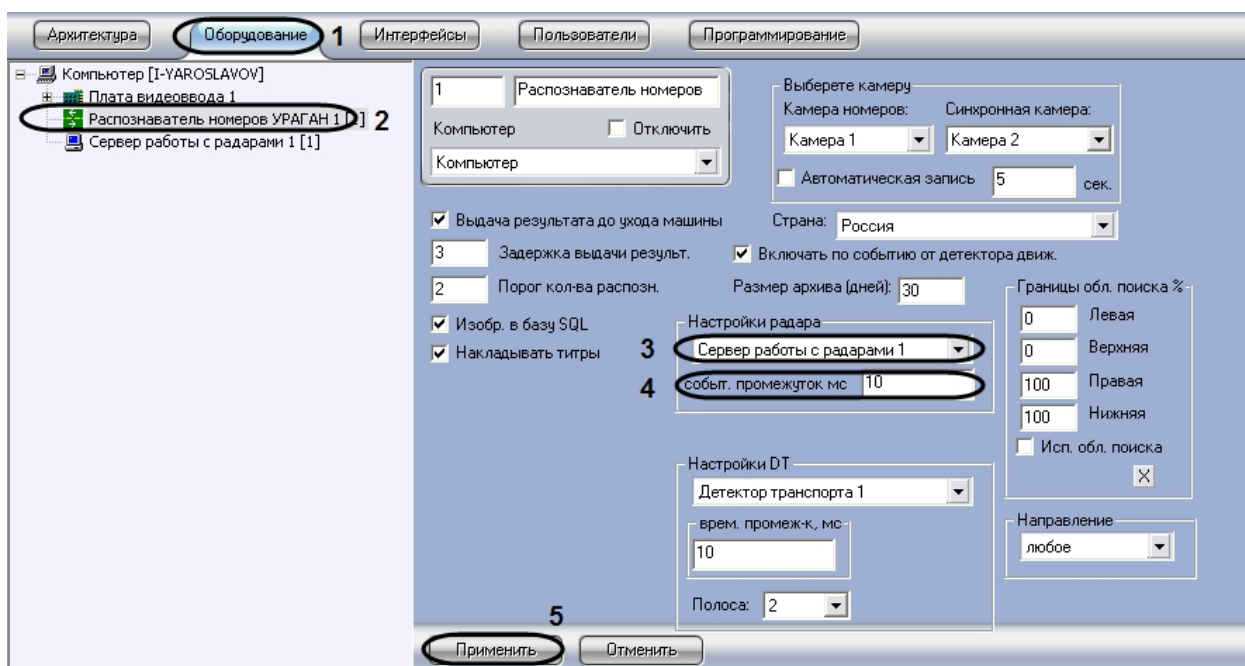 Архитектура Оборудование 1 Интерфейсы Пользователи Программирование
Компьютер [I-YAROSLAVOV]
Плата видеоввода 1
Распознаватель номеров УРАГАН 1 2
Сервер работы с радарами 1 [1]
1 Распознаватель номеров
Компьютер Отключить
Компьютер
Выберете камеру
Камера номеров: Синхронная камера:
Камера 1 Камера 2
Автоматическая запись 5 сек.
Выдача результата до ухода машины Страна: Россия
3 Задержка выдачи результ. Включать по событию от детектора движ.
2 Порог кол-ва распозн. Размер архива (дней): 30
Изобр. в базу SQL
Накладывать титры
Настройки радара
3 Сервер работы с радарами 1
4 событ. промежуток мс 10
Границы обл. поиска %
0 Левая
0 Верхняя
100 Правая
100 Нижняя
Исп. обл. поиска
X
Настройки DT
Детектор транспорта 1
врем. промеж-к, мс
10
Полоса: 2
Направление
любое
5
Применить Отменить